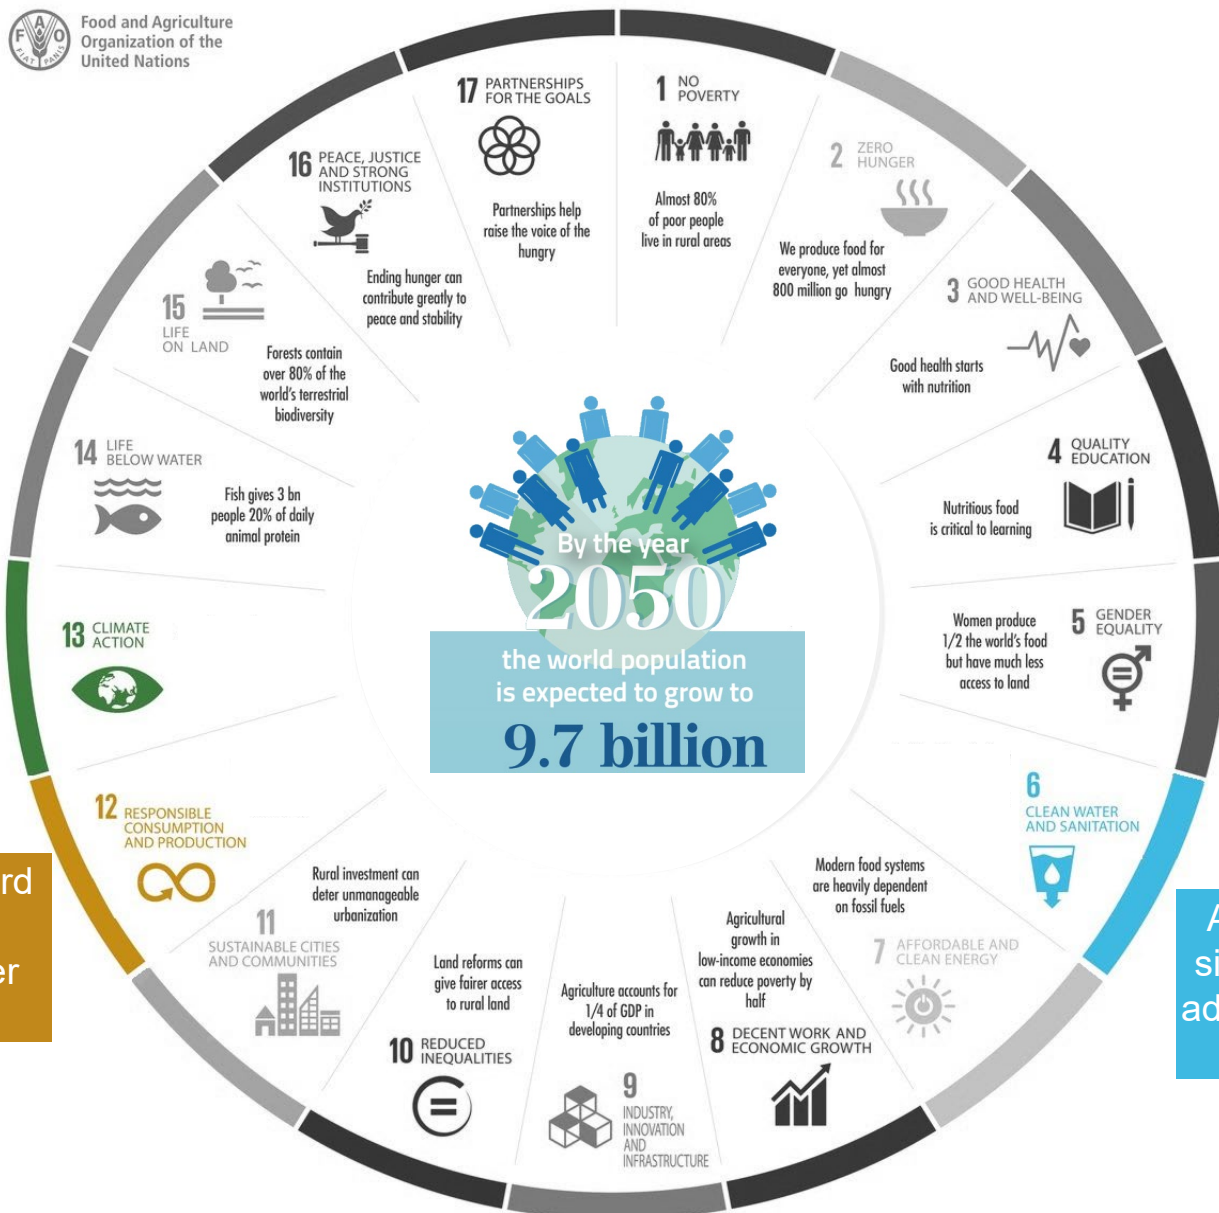 Food and Agriculture
Organization of the
United Nations
F A O
FIAT PANIS
1 NO
POVERTY
Almost 80%
of poor people
live in rural areas
2 ZERO
HUNGER
We produce food for
everyone, yet almost
800 million go hungry
3 GOOD HEALTH
AND WELL-BEING
Good health starts
with nutrition
4 QUALITY
EDUCATION
Nutritious food
is critical to learning
5 GENDER
EQUALITY
Women produce
1/2 the world's food
but have much less
access to land
6
CLEAN WATER
AND SANITATION
7 AFFORDABLE AND
CLEAN ENERGY
Modern food systems
are heavily dependent
on fossil fuels
8 DECENT WORK AND
ECONOMIC GROWTH
Agricultural
growth in
low-income economies
can reduce poverty by
half
9
INDUSTRY,
INNOVATION
AND
INFRASTRUCTURE
Agriculture accounts for
1/4 of GDP in
developing countries
10 REDUCED
INEQUALITIES
Land reforms can
give fairer access
to rural land
11
SUSTAINABLE CITIES
AND COMMUNITIES
Rural investment can
deter unmanageable
urbanization
12 RESPONSIBLE
CONSUMPTION
AND PRODUCTION
13 CLIMATE
ACTION
14 LIFE
BELOW WATER
Fish gives 3 bn
people 20% of daily
animal protein
15
LIFE
ON LAND
Forests contain
over 80% of the
world's terrestrial
biodiversity
16 PEACE, JUSTICE
AND STRONG
INSTITUTIONS
Ending hunger can
contribute greatly to
peace and stability
17 PARTNERSHIPS
FOR THE GOALS
Partnerships help
raise the voice of the
hungry
By the year
2050
the world population
is expected to grow to
9.7 billion